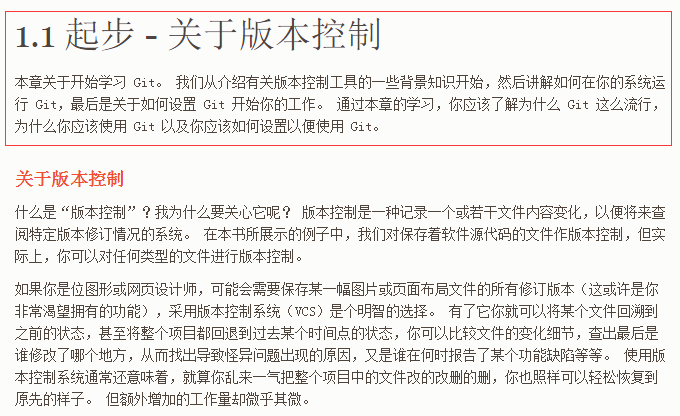 1.1 起步 - 关于版本控制
本章关于开始学习 Git。 我们从介绍有关版本控制工具的一些背景知识开始，然后讲解如何在你的系统运
行 Git，最后是关于如何设置 Git 开始你的工作。 通过本章的学习，你应该了解为什么 Git 这么流行，
为什么你应该使用 Git 以及你应该如何设置以便使用 Git。
关于版本控制
什么是“版本控制”？我为什么要关心它呢？ 版本控制是一种记录一个或若干文件内容变化，以便将来查
阅特定版本修订情况的系统。 在本书所展示的例子中，我们对保存着软件源代码的文件作版本控制，但实
际上，你可以对任何类型的文件进行版本控制。
如果你是位图形或网页设计师，可能会需要保存某一幅图片或页面布局文件的所有修订版本（这或许是你
非常渴望拥有的功能），采用版本控制系统（VCS）是个明智的选择。 有了它你就可以将某个文件回溯到
之前的状态，甚至将整个项目都回退到过去某个时间点的状态，你可以比较文件的变化细节，查出最后是
谁修改了哪个地方，从而找出导致怪异问题出现的原因，又是谁在何时报告了某个功能缺陷等等。 使用版
本控制系统通常还意味着，就算你乱来一气把整个项目中的文件改的改删的删，你也照样可以轻松恢复到
原先的样子。 但额外增加的工作量却微乎其微。